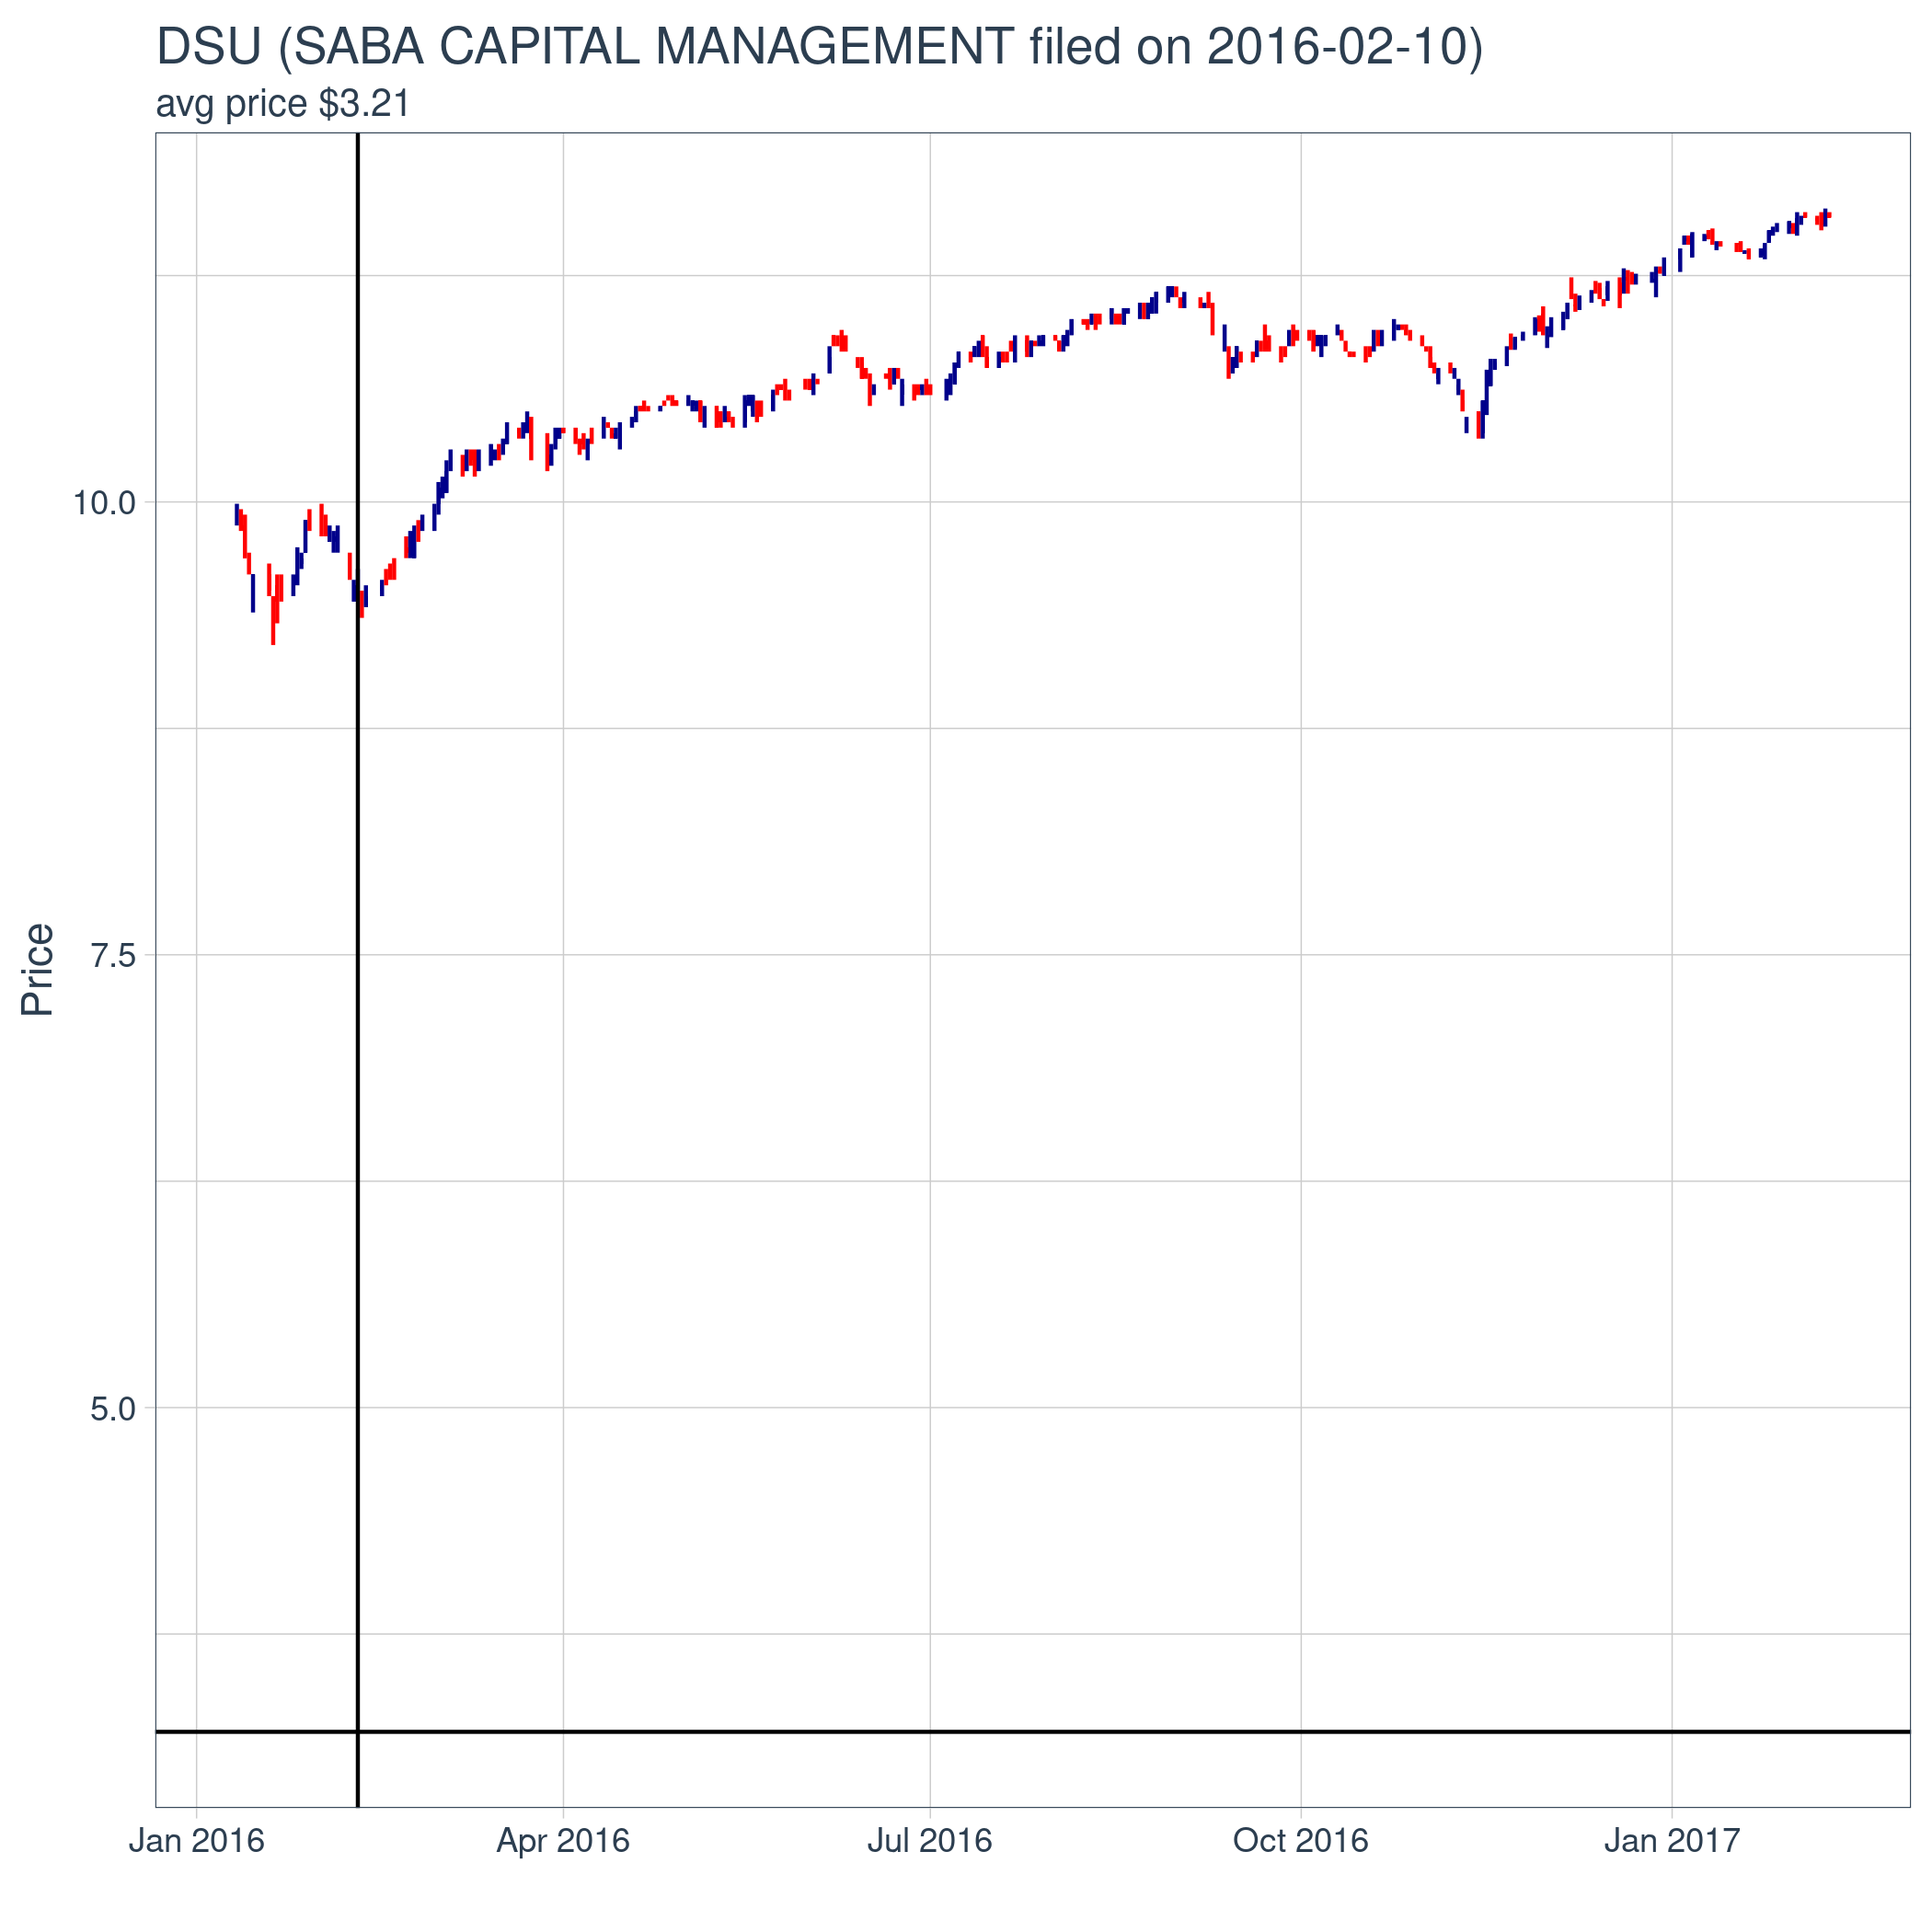 DSU (SABA CAPITAL MANAGEMENT filed on 2016-02-10)
avg price $3.21
Price
10.0
7.5
5.0
Jan 2016
Apr 2016
Jul 2016
Oct 2016
Jan 2017